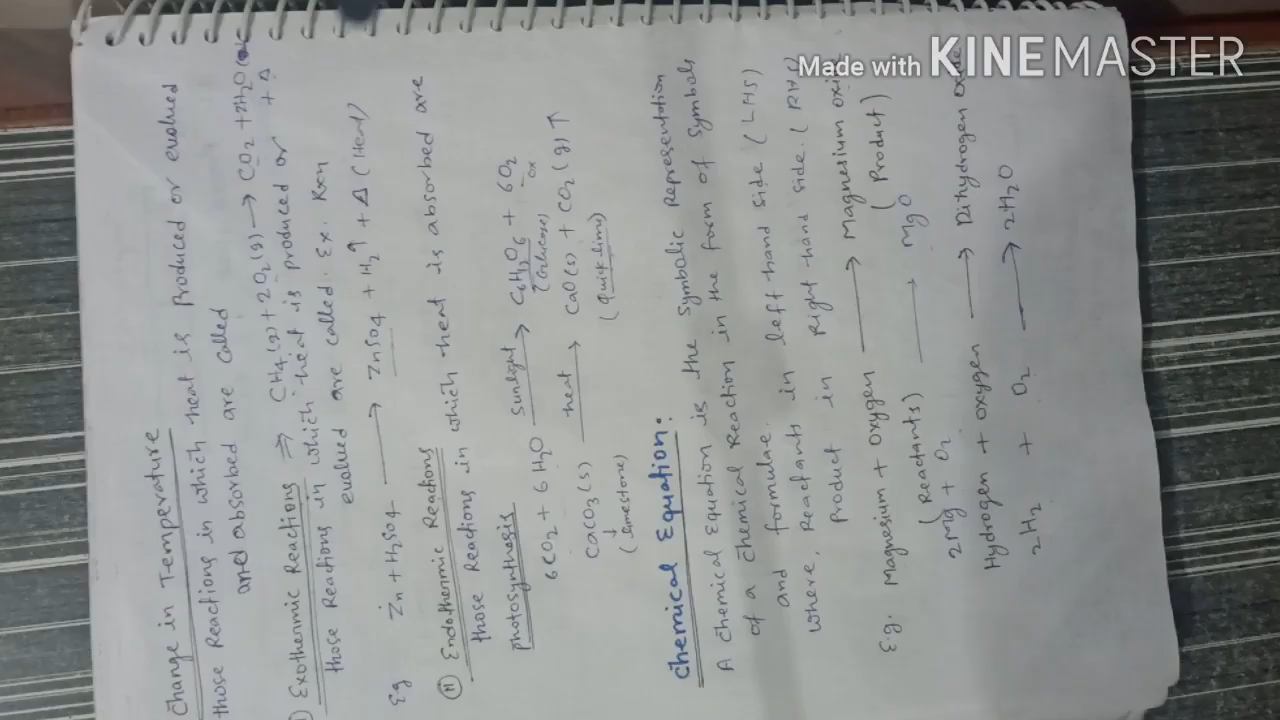 Change in Temperature
those Reactions in which heat is Produced or evolved
and absorbed are called
Exothermic Reactions ⇒ CH4(g) + 2O2(g) → CO2 + 2H2O
those Reactions in which heat is produced or + Δ
evolved are called. Ex. Rxn
Eg Zn + H2SO4 → ZnSO4 + H2↑ + Δ (Heat)
(II) Endothermic Reactions
those Reactions in which heat is absorbed are
Photosynthesis
6CO2 + 6H2O Sunlight → + 6O2
(Glucose)
CaCO3(s) heat → CaO(s) + CO2(g)↑
(limestone) (Quick lime)
Chemical Equation:
A chemical Equation is the Symbolic Representation
of a chemical Reaction in the form of Symbols
and formulae.
where, Reactants in left-hand side (LHS)
Product in Right-hand side. (RHS)
E.g. Magnesium + Oxygen → Magnesium
(Reactants) (Product)
2Mg + O2 → MgO
Hydrogen + Oxygen → Dihydrogen
2H2 + O2 → 2H2O
Made with KINEMASTER